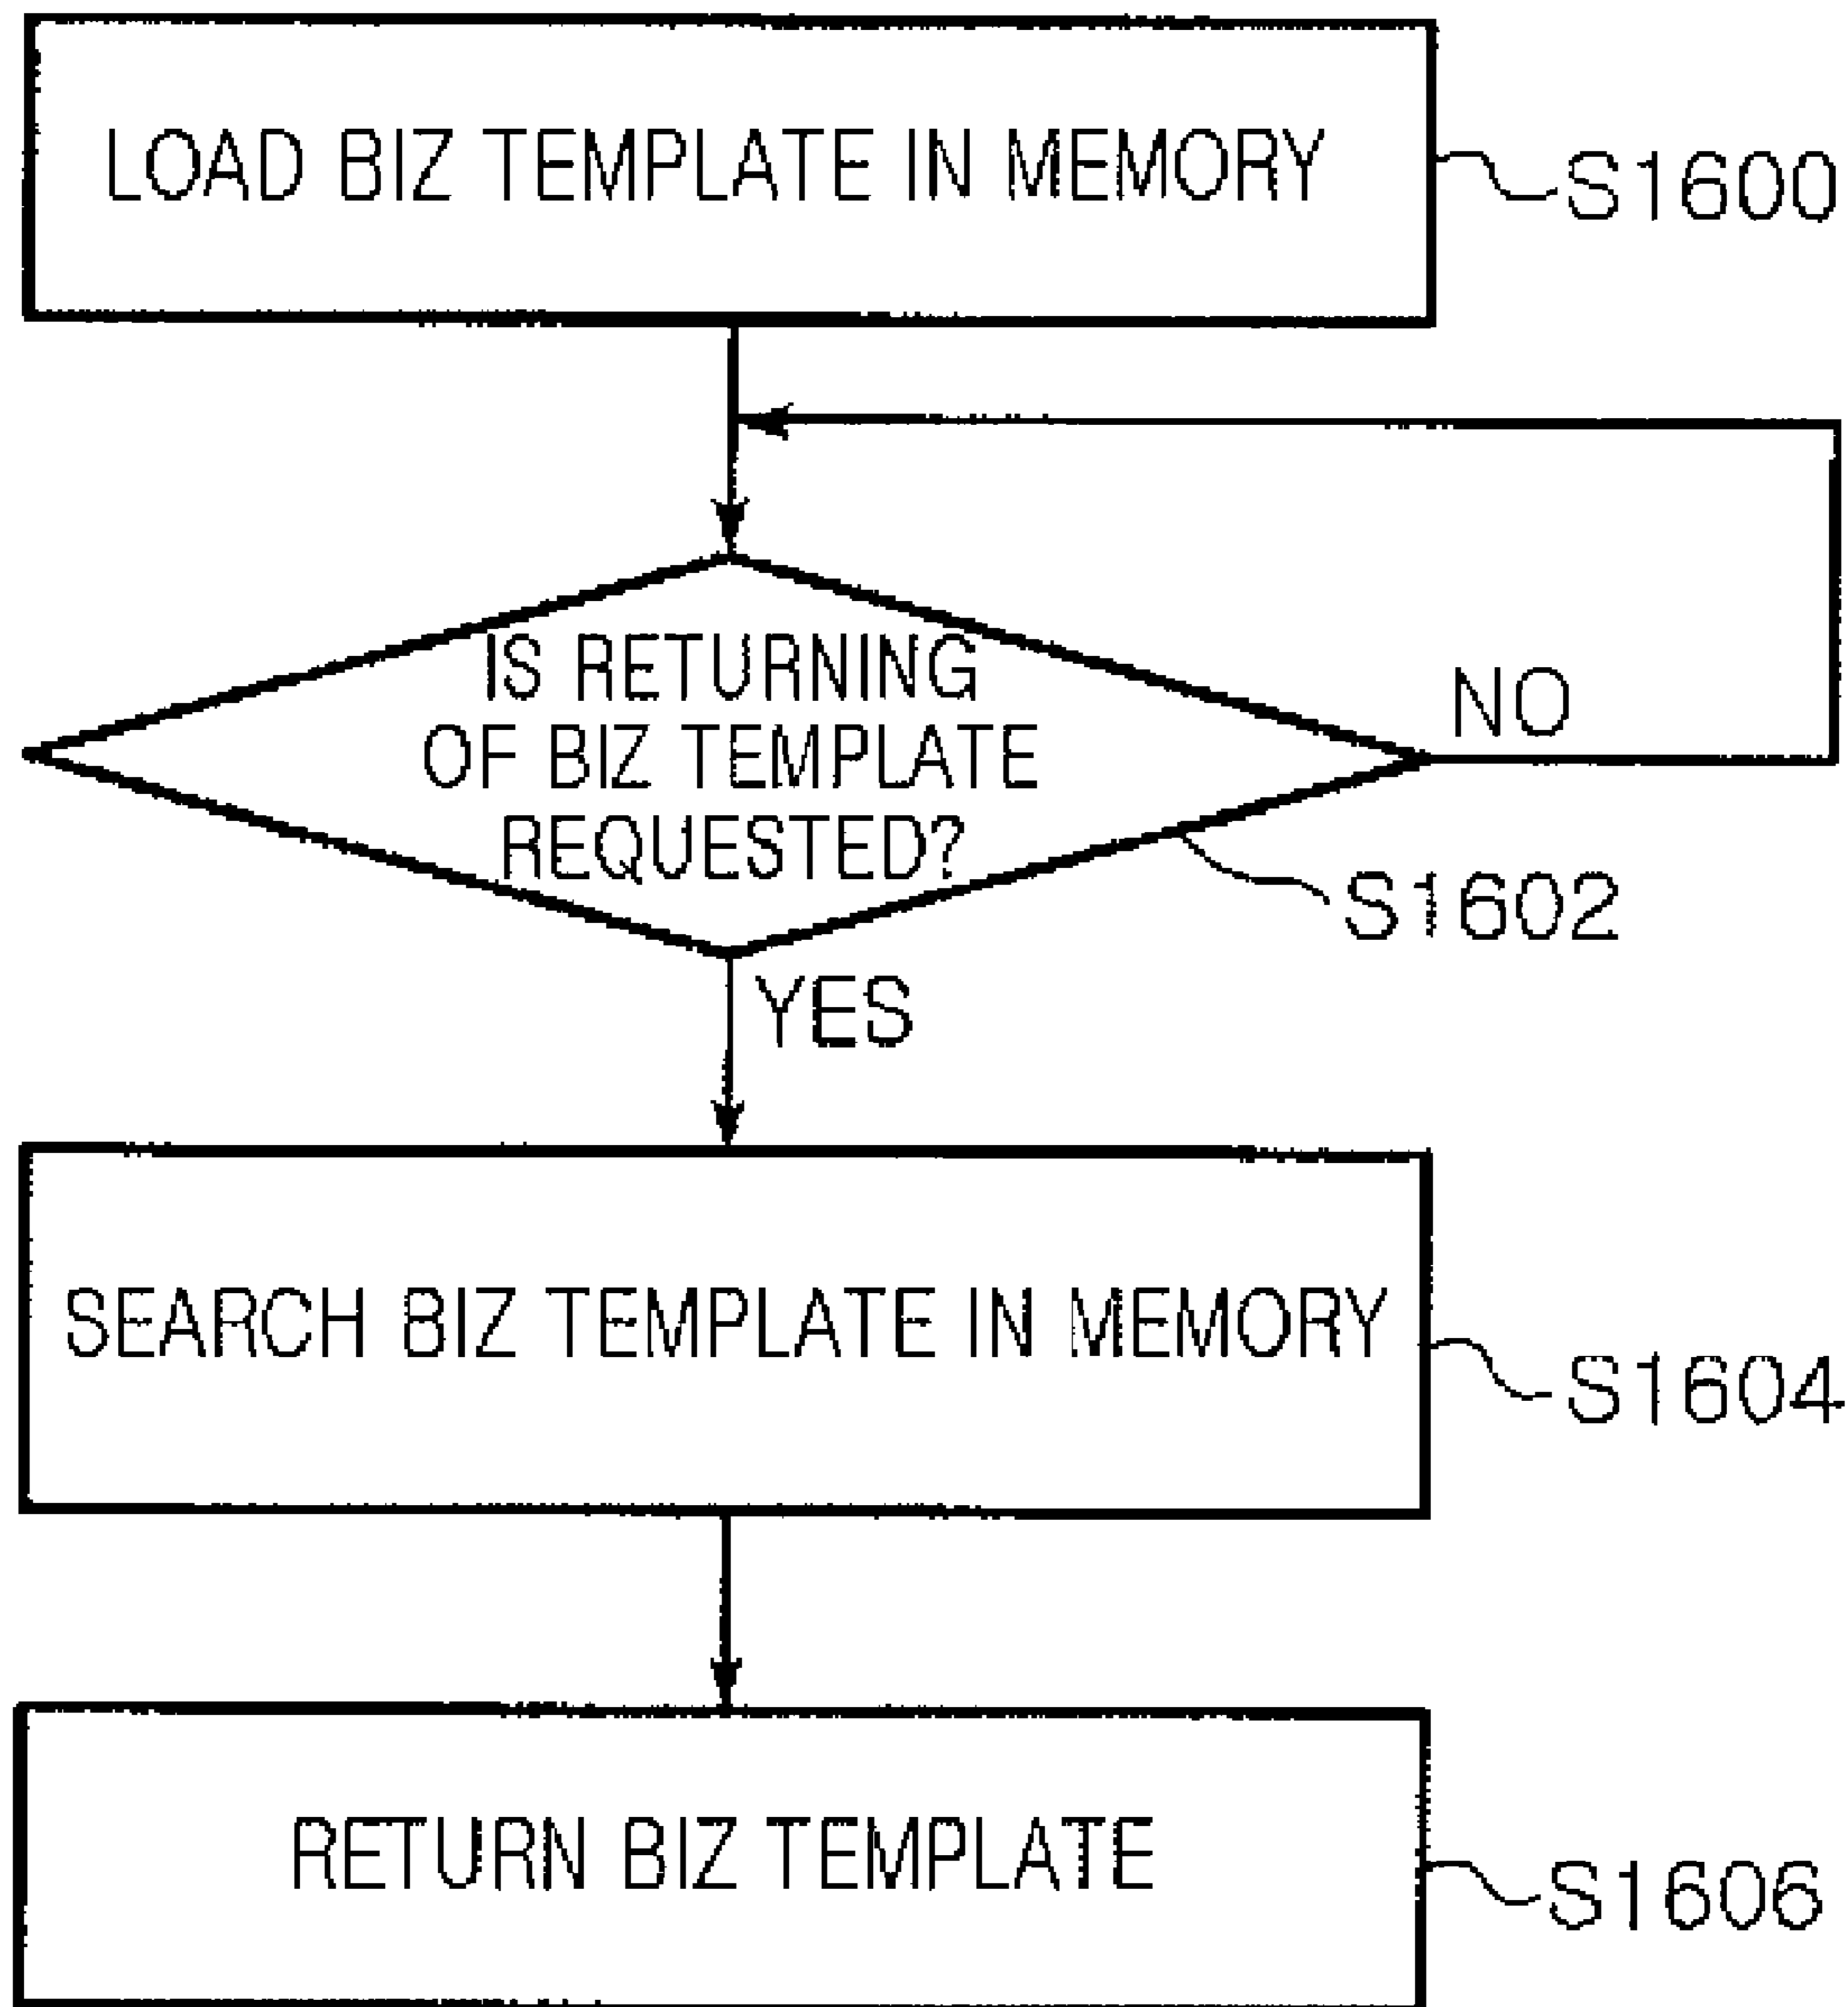 LOAD BIZ TEMPLATE IN MEMORY
S1600
IS RETURNING
OF BIZ TEMPLATE
REQUESTED?
NO
S1602
YES
SEARCH BIZ TEMPLATE IN MEMORY
S1604
RETURN BIZ TEMPLATE
S1606